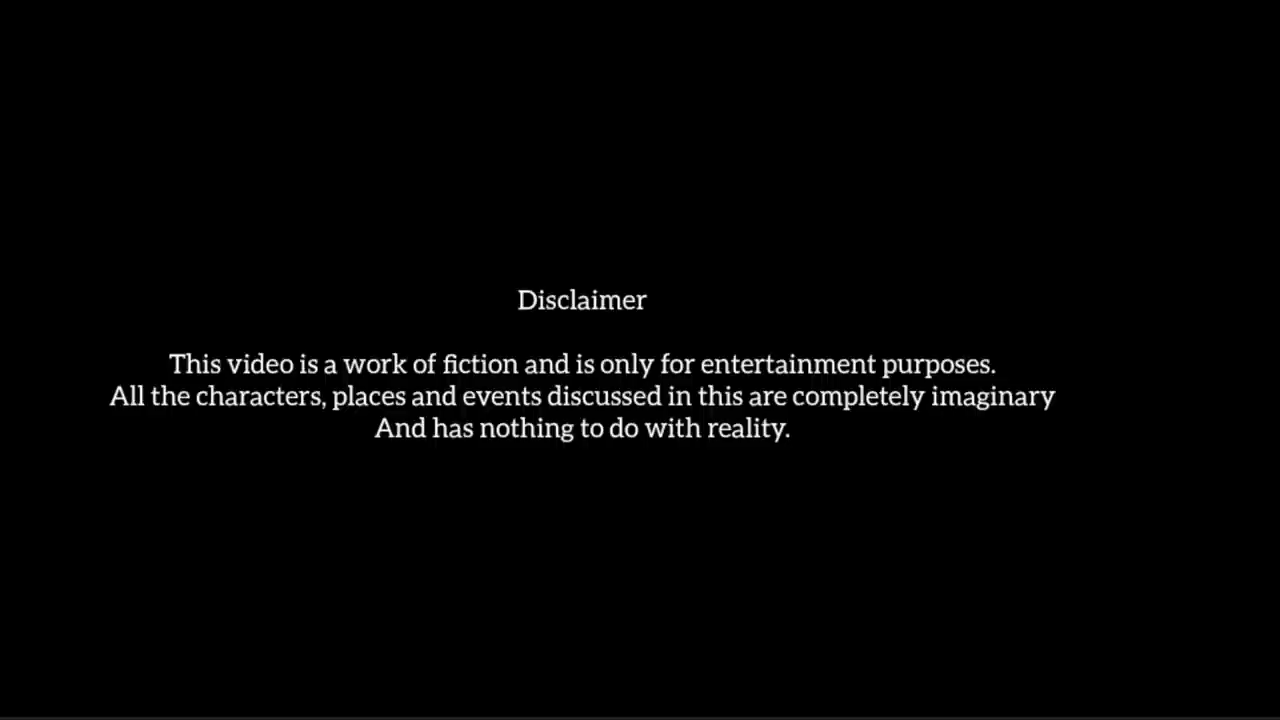 Disclaimer
This video is a work of fiction and is only for entertainment purposes.
All the characters, places and events discussed in this are completely imaginary
And has nothing to do with reality.